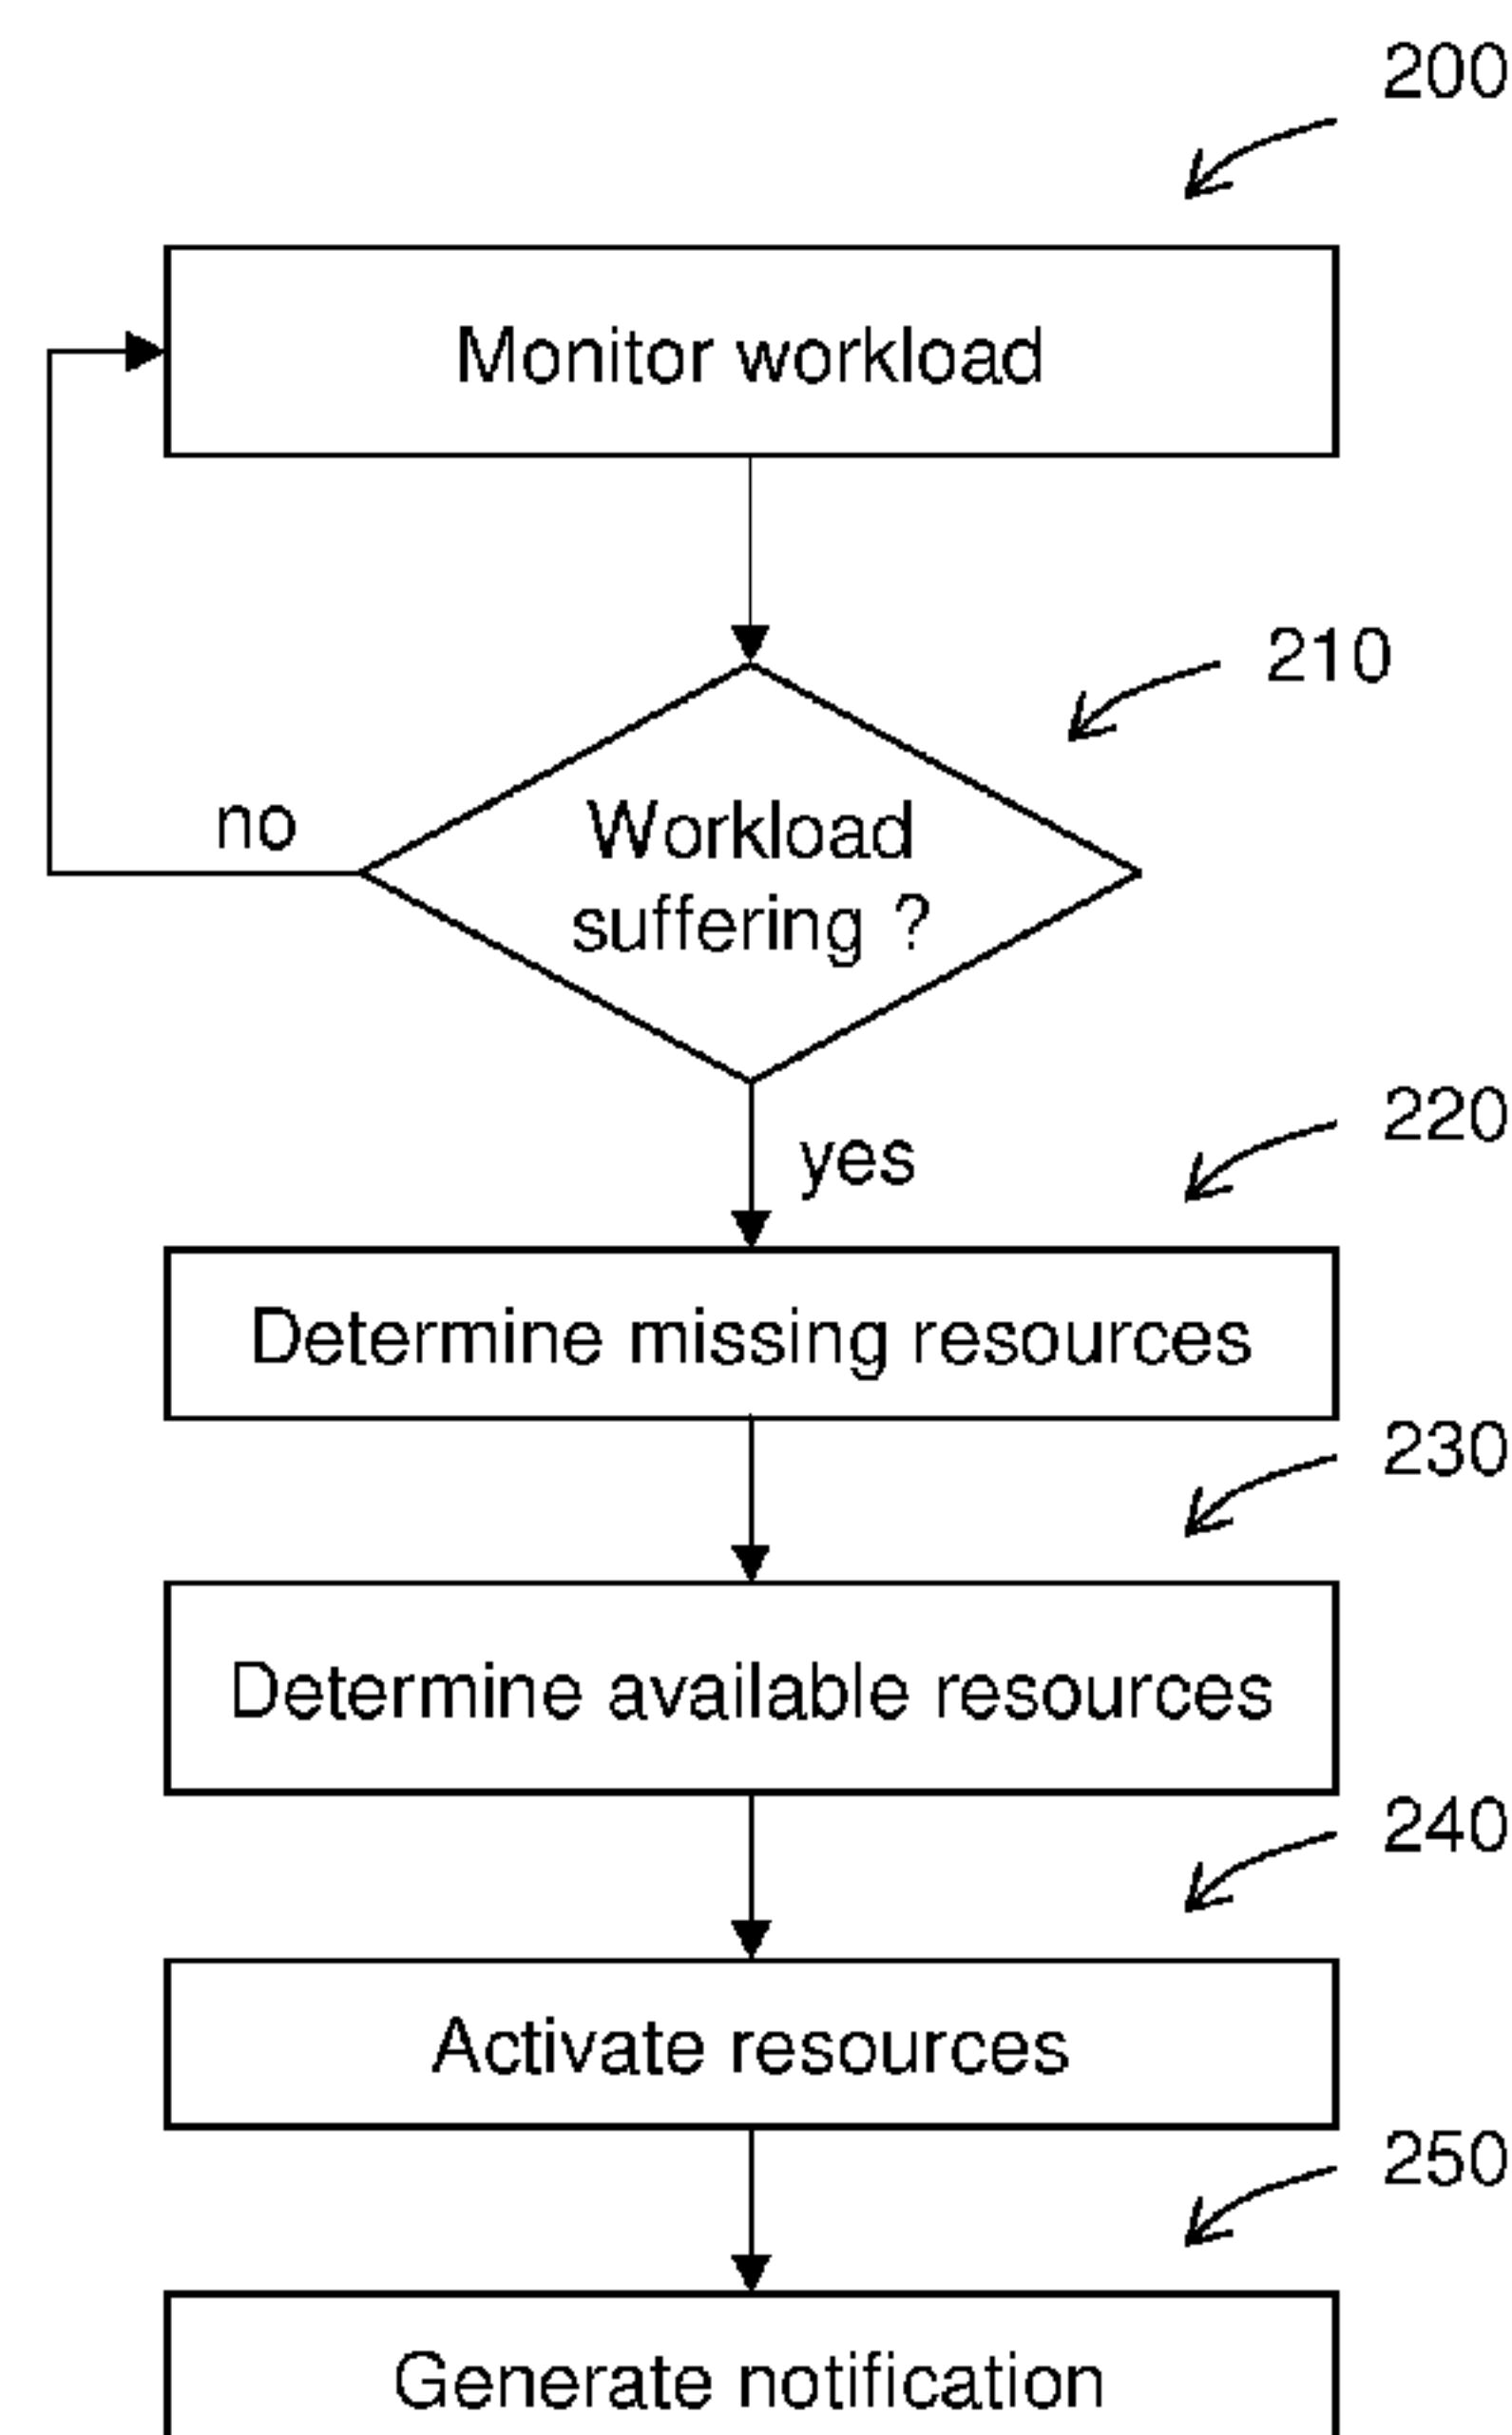 200
Monitor workload
210
no
Workload
suffering ?
yes
220
Determine missing resources
230
Determine available resources
240
Activate resources
250
Generate notification